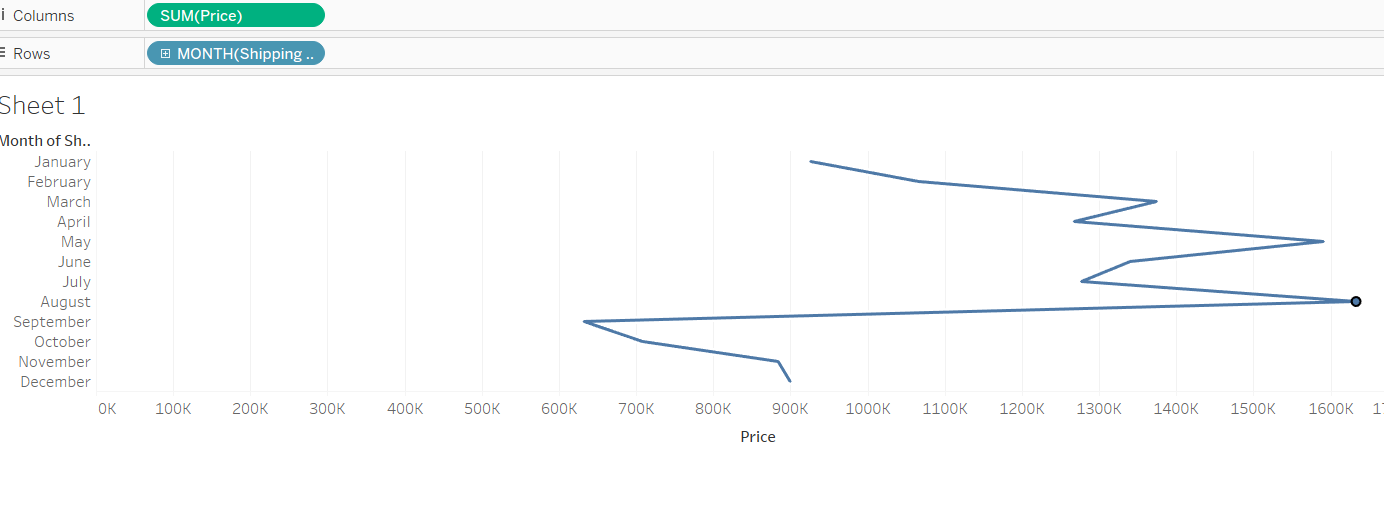 Columns SUM(Price)
Rows MONTH(Shipping ..
Sheet 1
Month of Sh..
January
February
March
April
May
June
July
August
September
October
November
December
0K 100K 200K 300K 400K 500K 600K 700K 800K 900K 1000K 1100K 1200K 1300K 1400K 1500K 1600K 17
Price